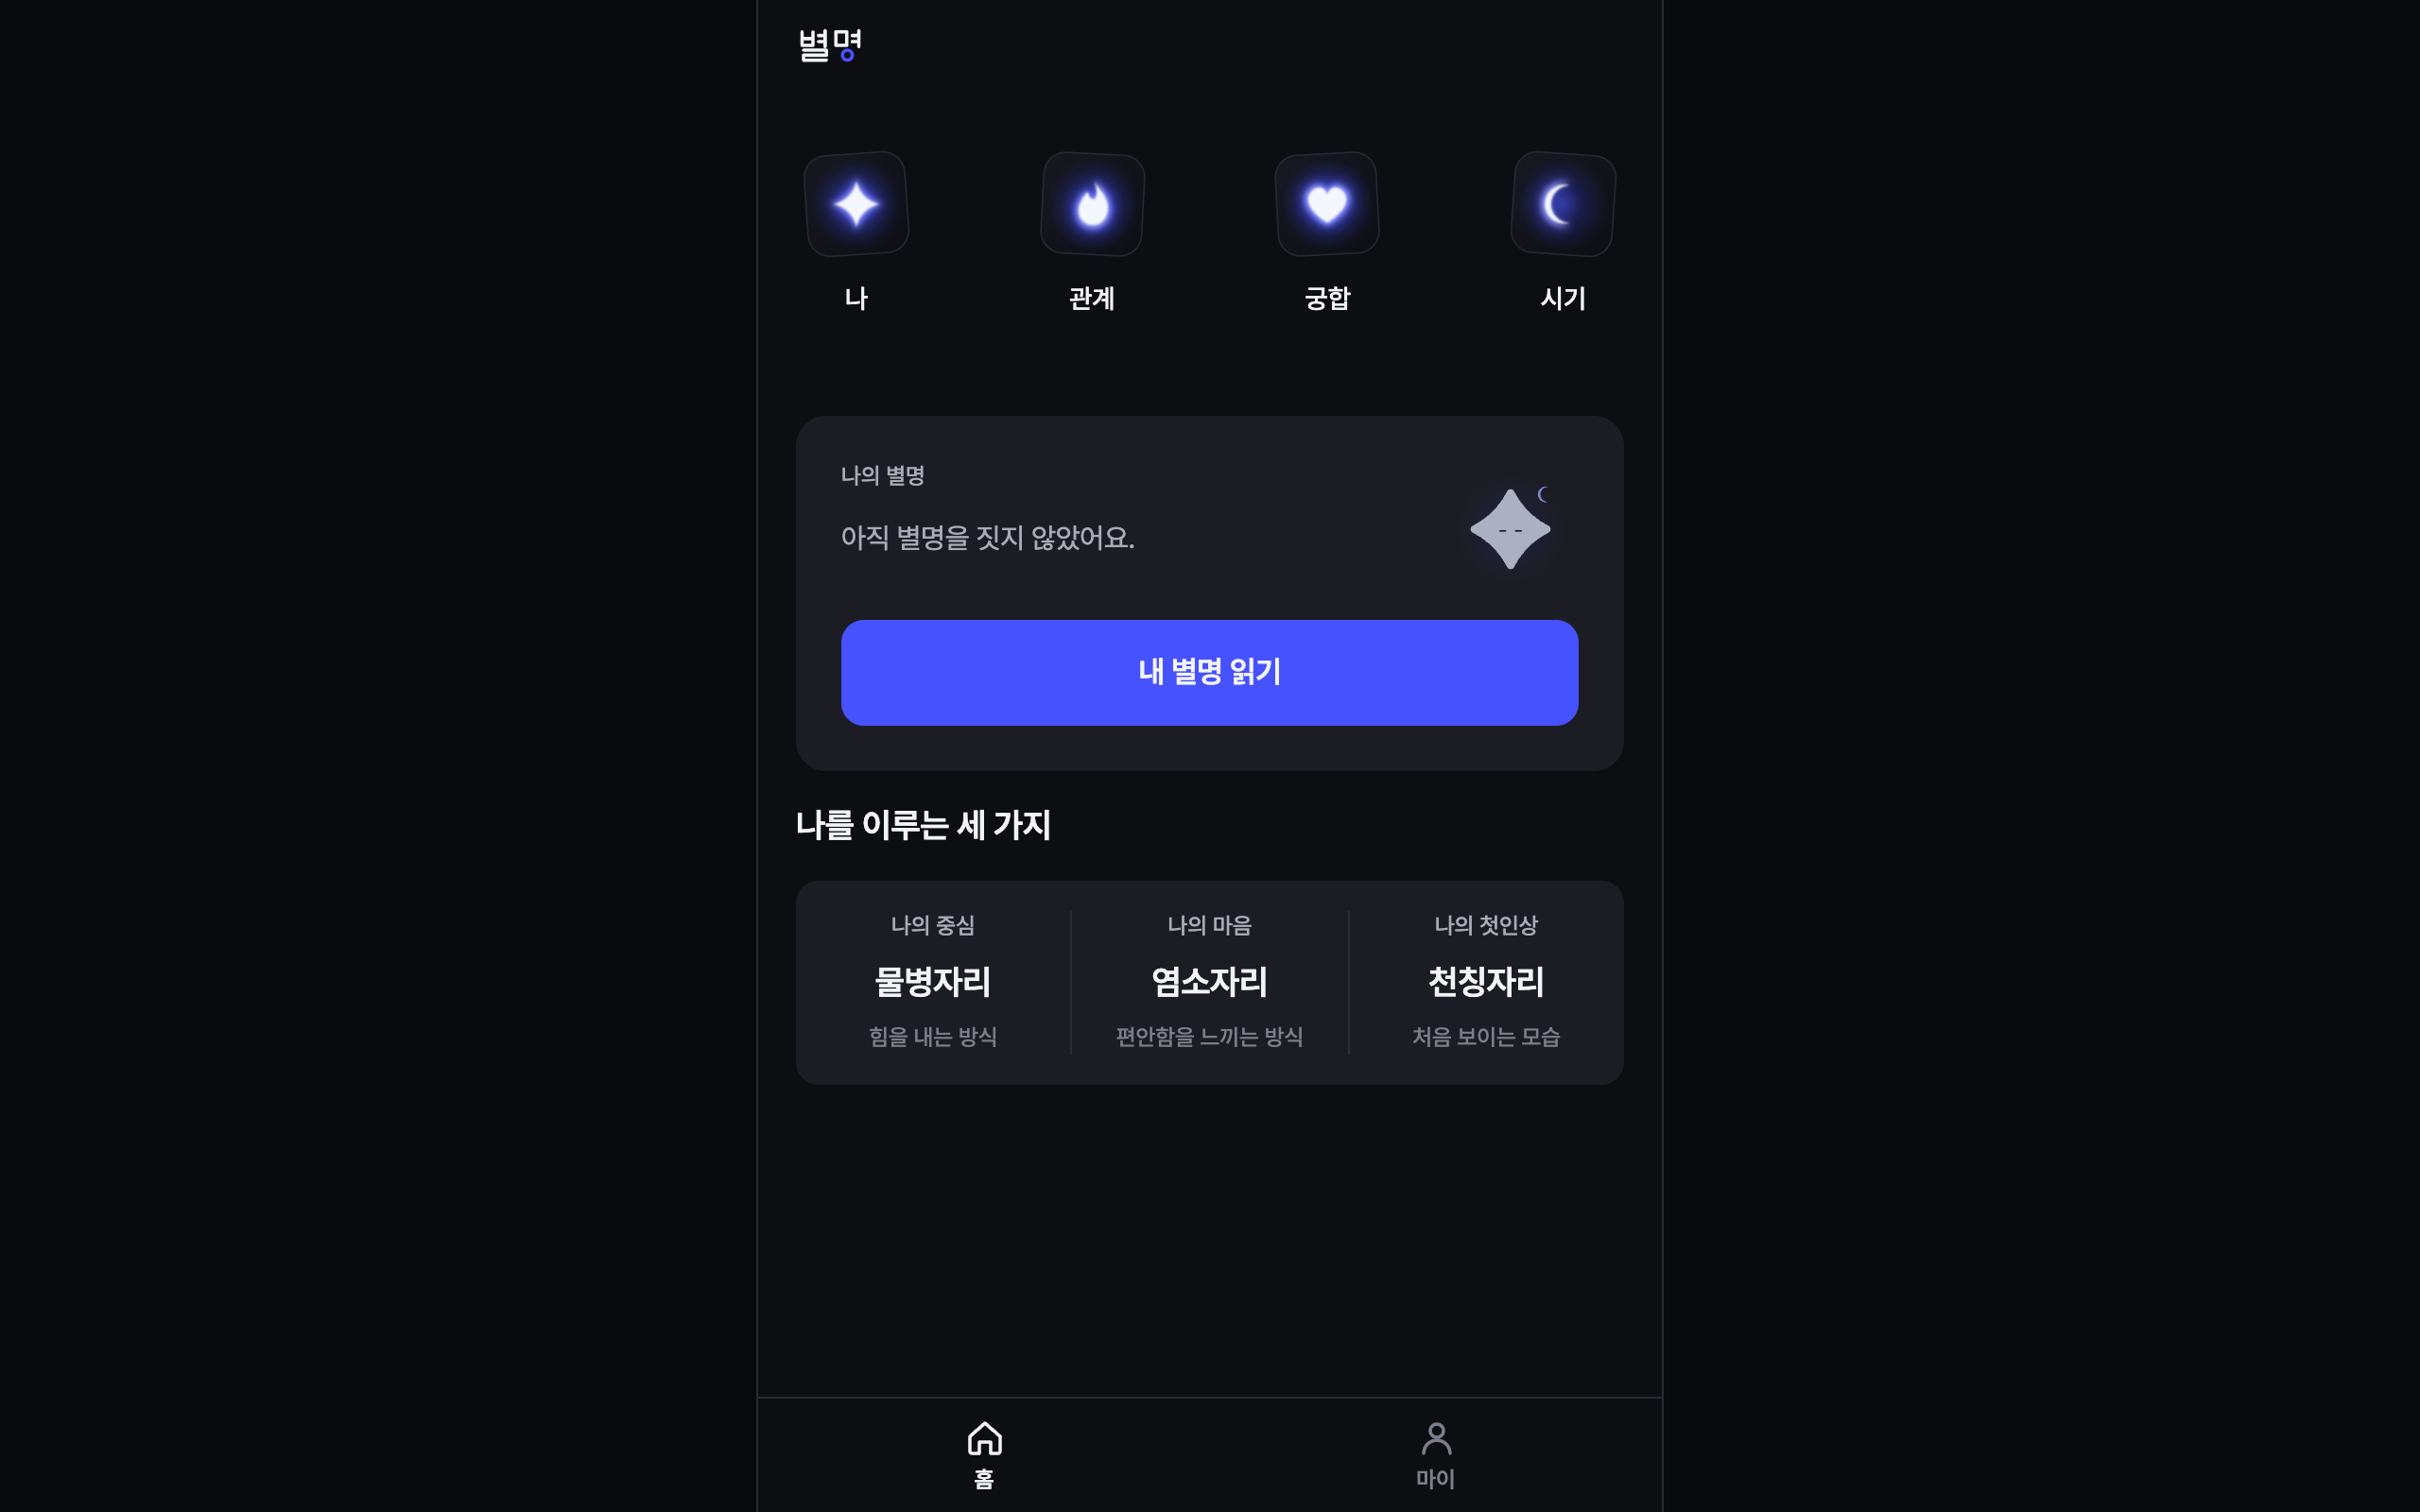 별명
나
관계
궁합
시기
나의 별명
아직 별명을 짓지 않았어요.
내 별명 읽기
나를 이루는 세 가지
나의 중심
물병자리
힘을 내는 방식
나의 마음
염소자리
편안함을 느끼는 방식
나의 첫인상
천칭자리
처음 보이는 모습
홈
마이